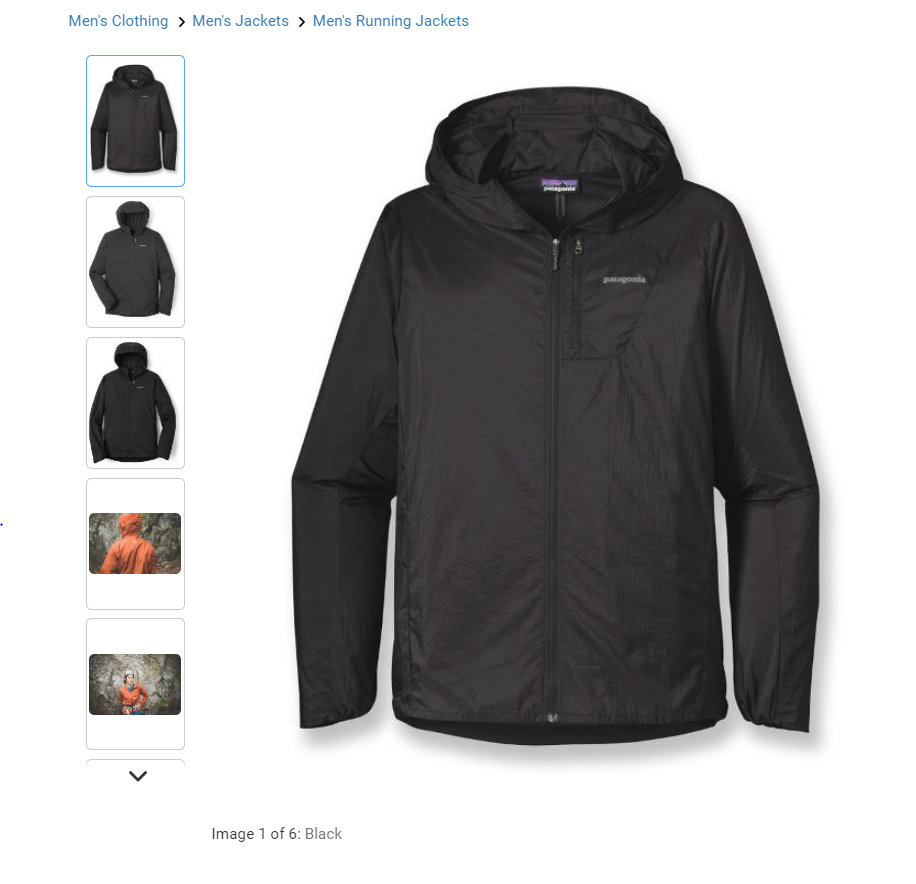 Men's Clothing > Men's Jackets > Men's Running Jackets
patagonia
patagonia
Image 1 of 6: Black